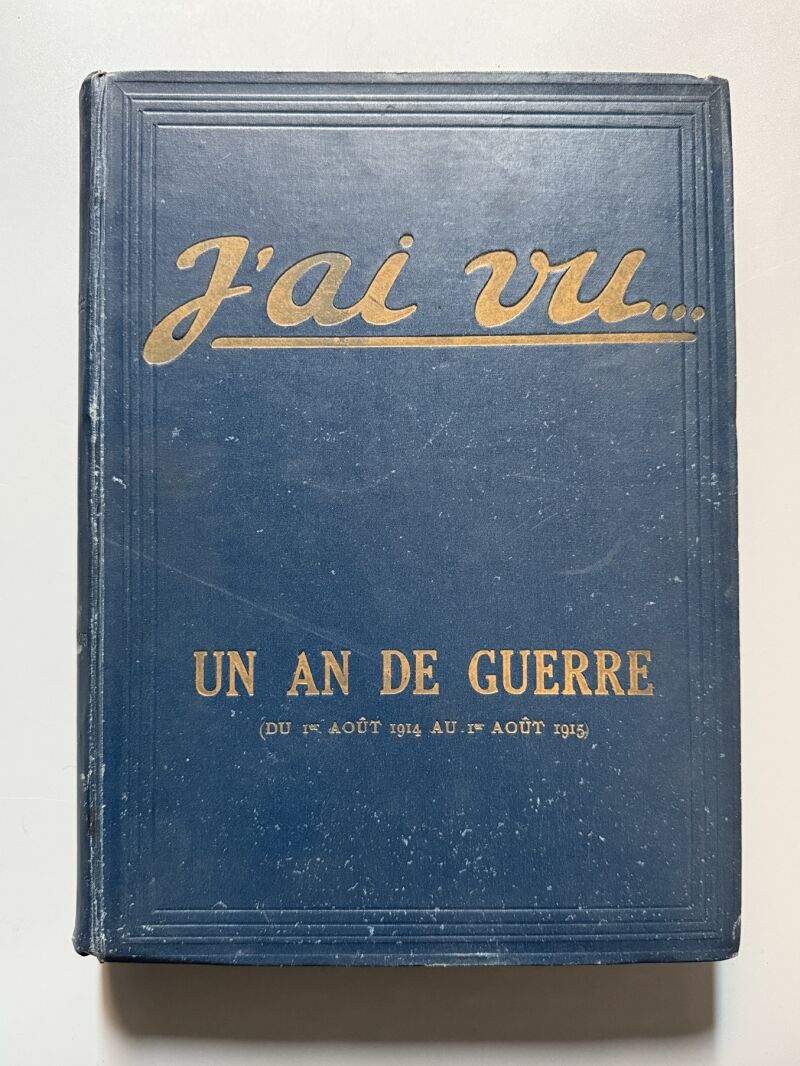 J'ai vu...
UN AN DE GUERRE
(DU 1er AOÛT 1914 AU 1er AOÛT 1915)